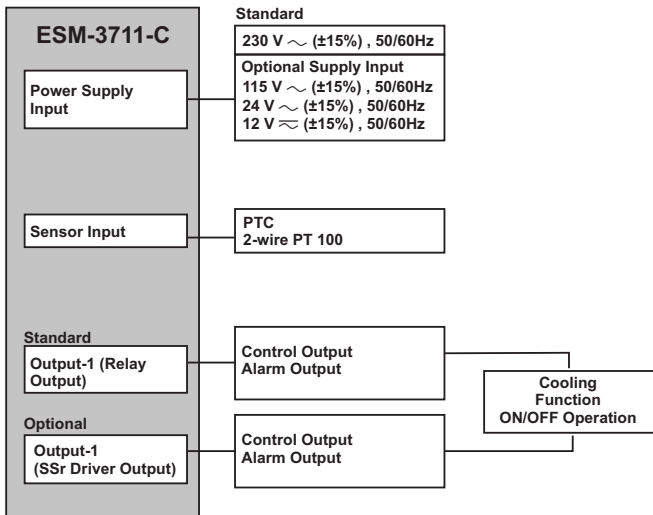 ESM-3711-C
Standard
230 V ~ (±15%) , 50/60Hz
Power Supply
Input
Optional Supply Input
115 V ~ (±15%) , 50/60Hz
24 V ~ (±15%) , 50/60Hz
12 V ⎓~ (±15%) , 50/60Hz
Sensor Input
PTC
2-wire PT 100
Standard
Output-1 (Relay
Output)
Control Output
Alarm Output
Optional
Output-1
(SSr Driver Output)
Control Output
Alarm Output
Cooling
Function
ON/OFF Operation